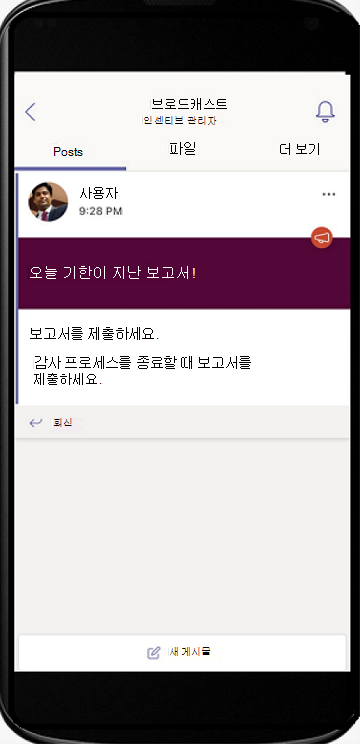 브로드캐스트
인센티브 관리자
Posts
파일
더 보기
사용자
9:28 PM
오늘 기한이 지난 보고서!
보고서를 제출하세요.
감사 프로세스를 종료할 때 보고서를
제출하세요.
회신
새 게시물